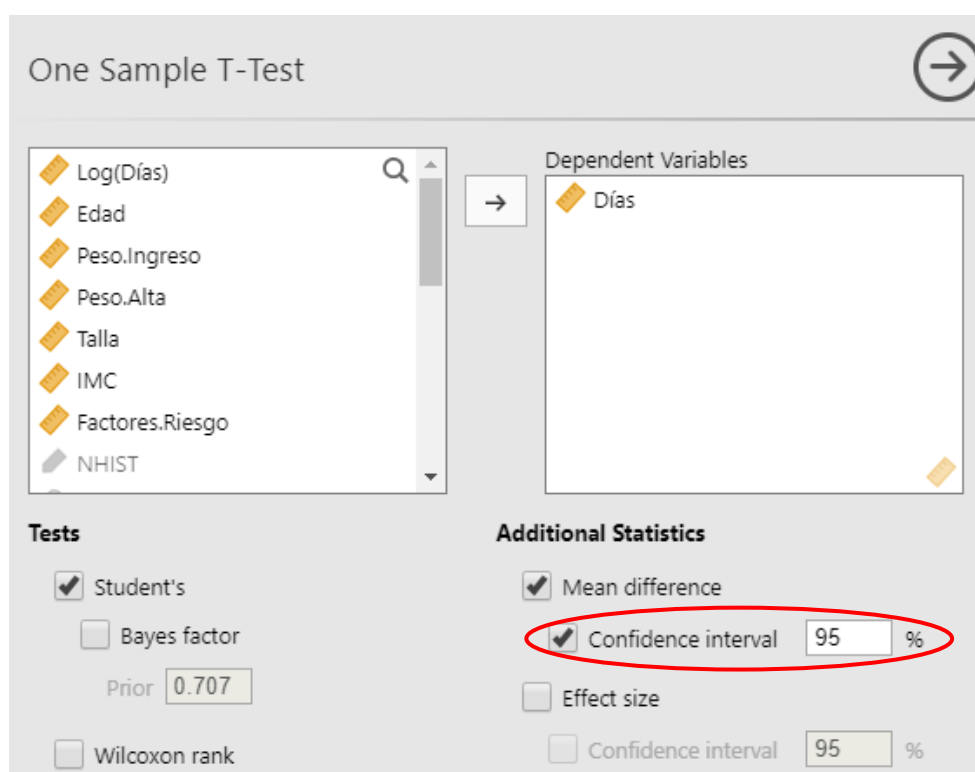 One Sample T-Test
Log(Días)
Edad
Peso.Ingreso
Peso.Alta
Talla
IMC
Factores.Riesgo
NHIST
Dependent Variables
Días
Tests
Student's
Bayes factor
Prior 0.707
Wilcoxon rank
Additional Statistics
Mean difference
Confidence interval 95 %
Effect size
Confidence interval 95 %